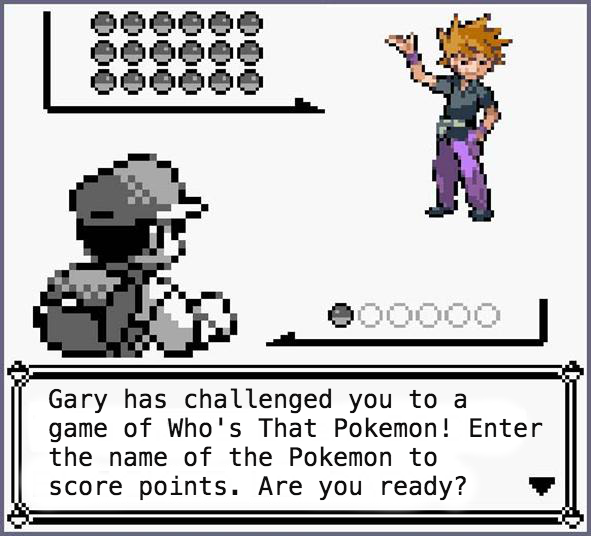 Gary has challenged you to a
game of Who's That Pokemon! Enter
the name of the Pokemon to
score points. Are you ready?